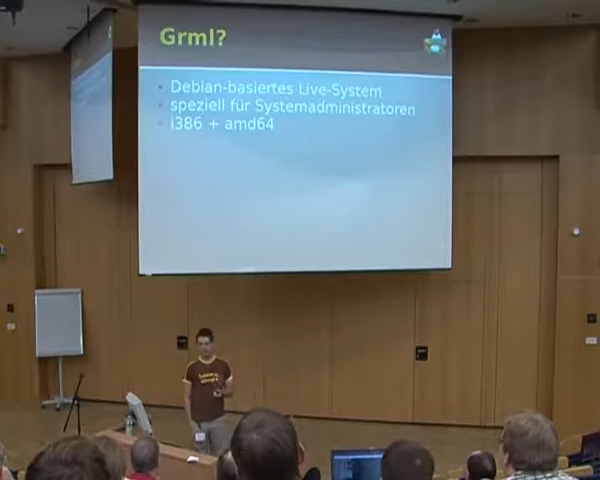 Grml?
Debian-basiertes Live-System
speziell für Systemadministratoren
i386 + amd64